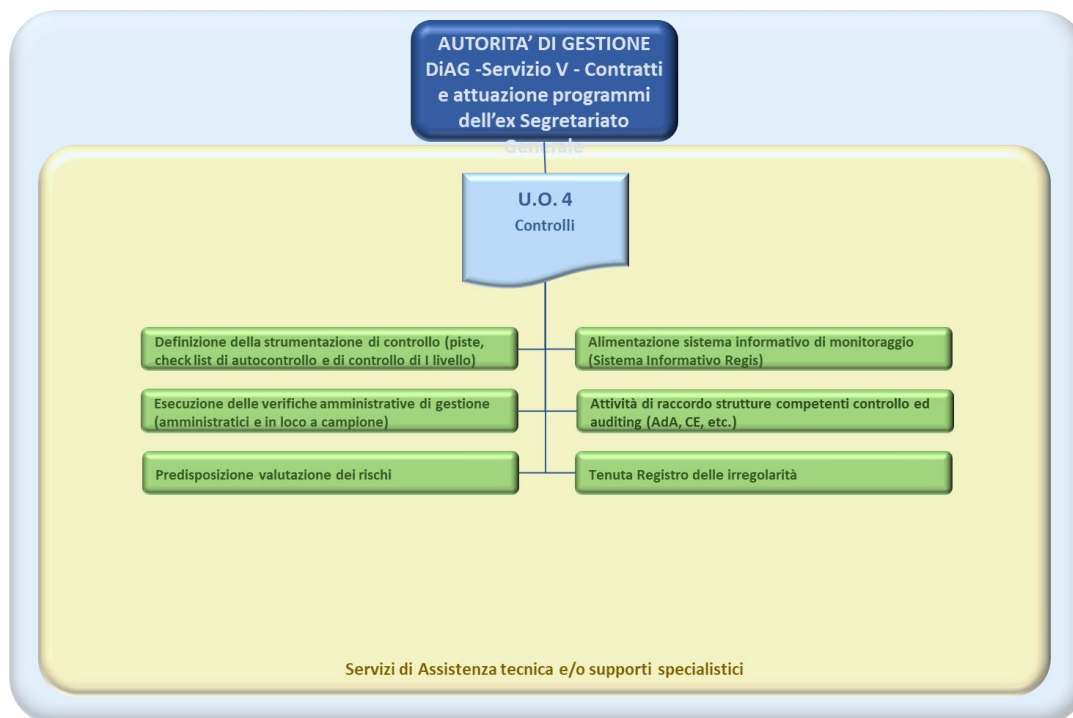 AUTORITA’ DI GESTIONE
DiAG -Servizio V - Contratti
e attuazione programmi
dell’ex Segretariato
Generale
U.O. 4
Controlli
Definizione della strumentazione di controllo (piste,
check list di autocontrollo e di controllo di I livello)
Alimentazione sistema informativo di monitoraggio
(Sistema Informativo Regis)
Esecuzione delle verifiche amministrative di gestione
(amministratici e in loco a campione)
Attività di raccordo strutture competenti controllo ed
auditing (AdA, CE, etc.)
Predisposizione valutazione dei rischi
Tenuta Registro delle irregolarità
Servizi di Assistenza tecnica e/o supporti specialistici